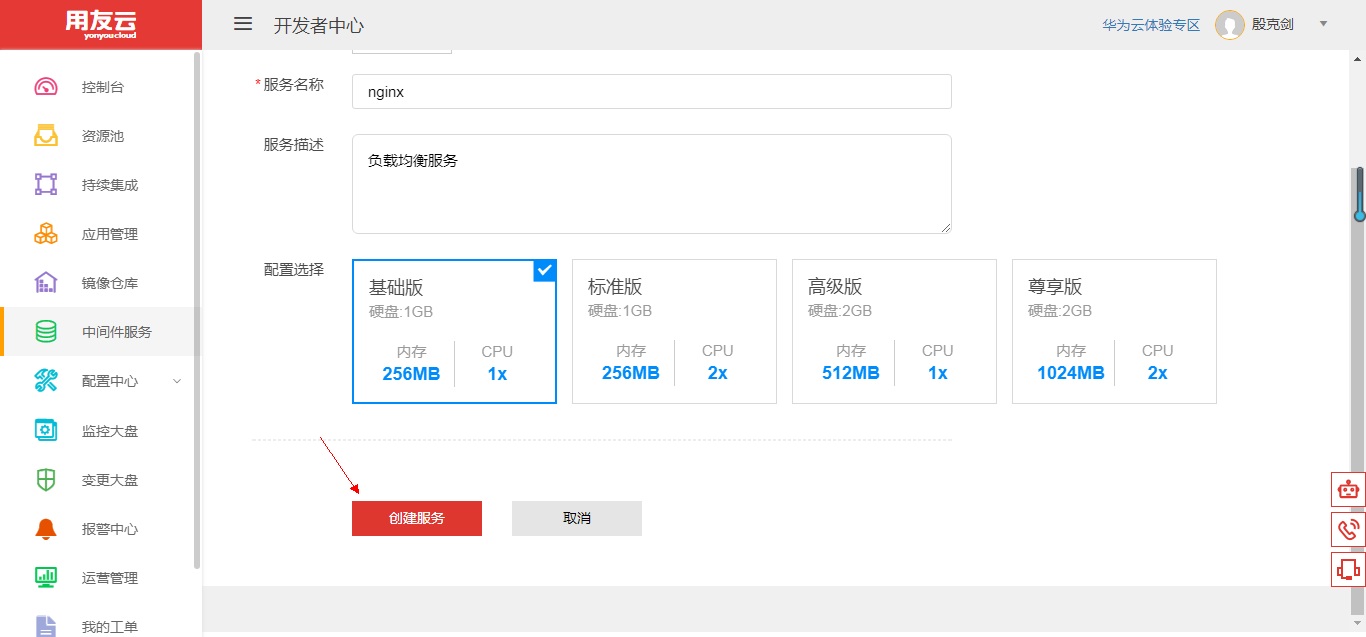 用友云
yonyoucloud
开发者中心
华为云体验专区
殷克剑
控制台
资源池
持续集成
应用管理
镜像仓库
中间件服务
配置中心
监控大盘
变更大盘
报警中心
运营管理
我的工单
*服务名称
nginx
服务描述
负载均衡服务
配置选择
基础版
硬盘:1GB
内存 CPU
256MB 1x
标准版
硬盘:1GB
内存 CPU
256MB 2x
高级版
硬盘:2GB
内存 CPU
512MB 1x
尊享版
硬盘:2GB
内存 CPU
1024MB 2x
创建服务
取消